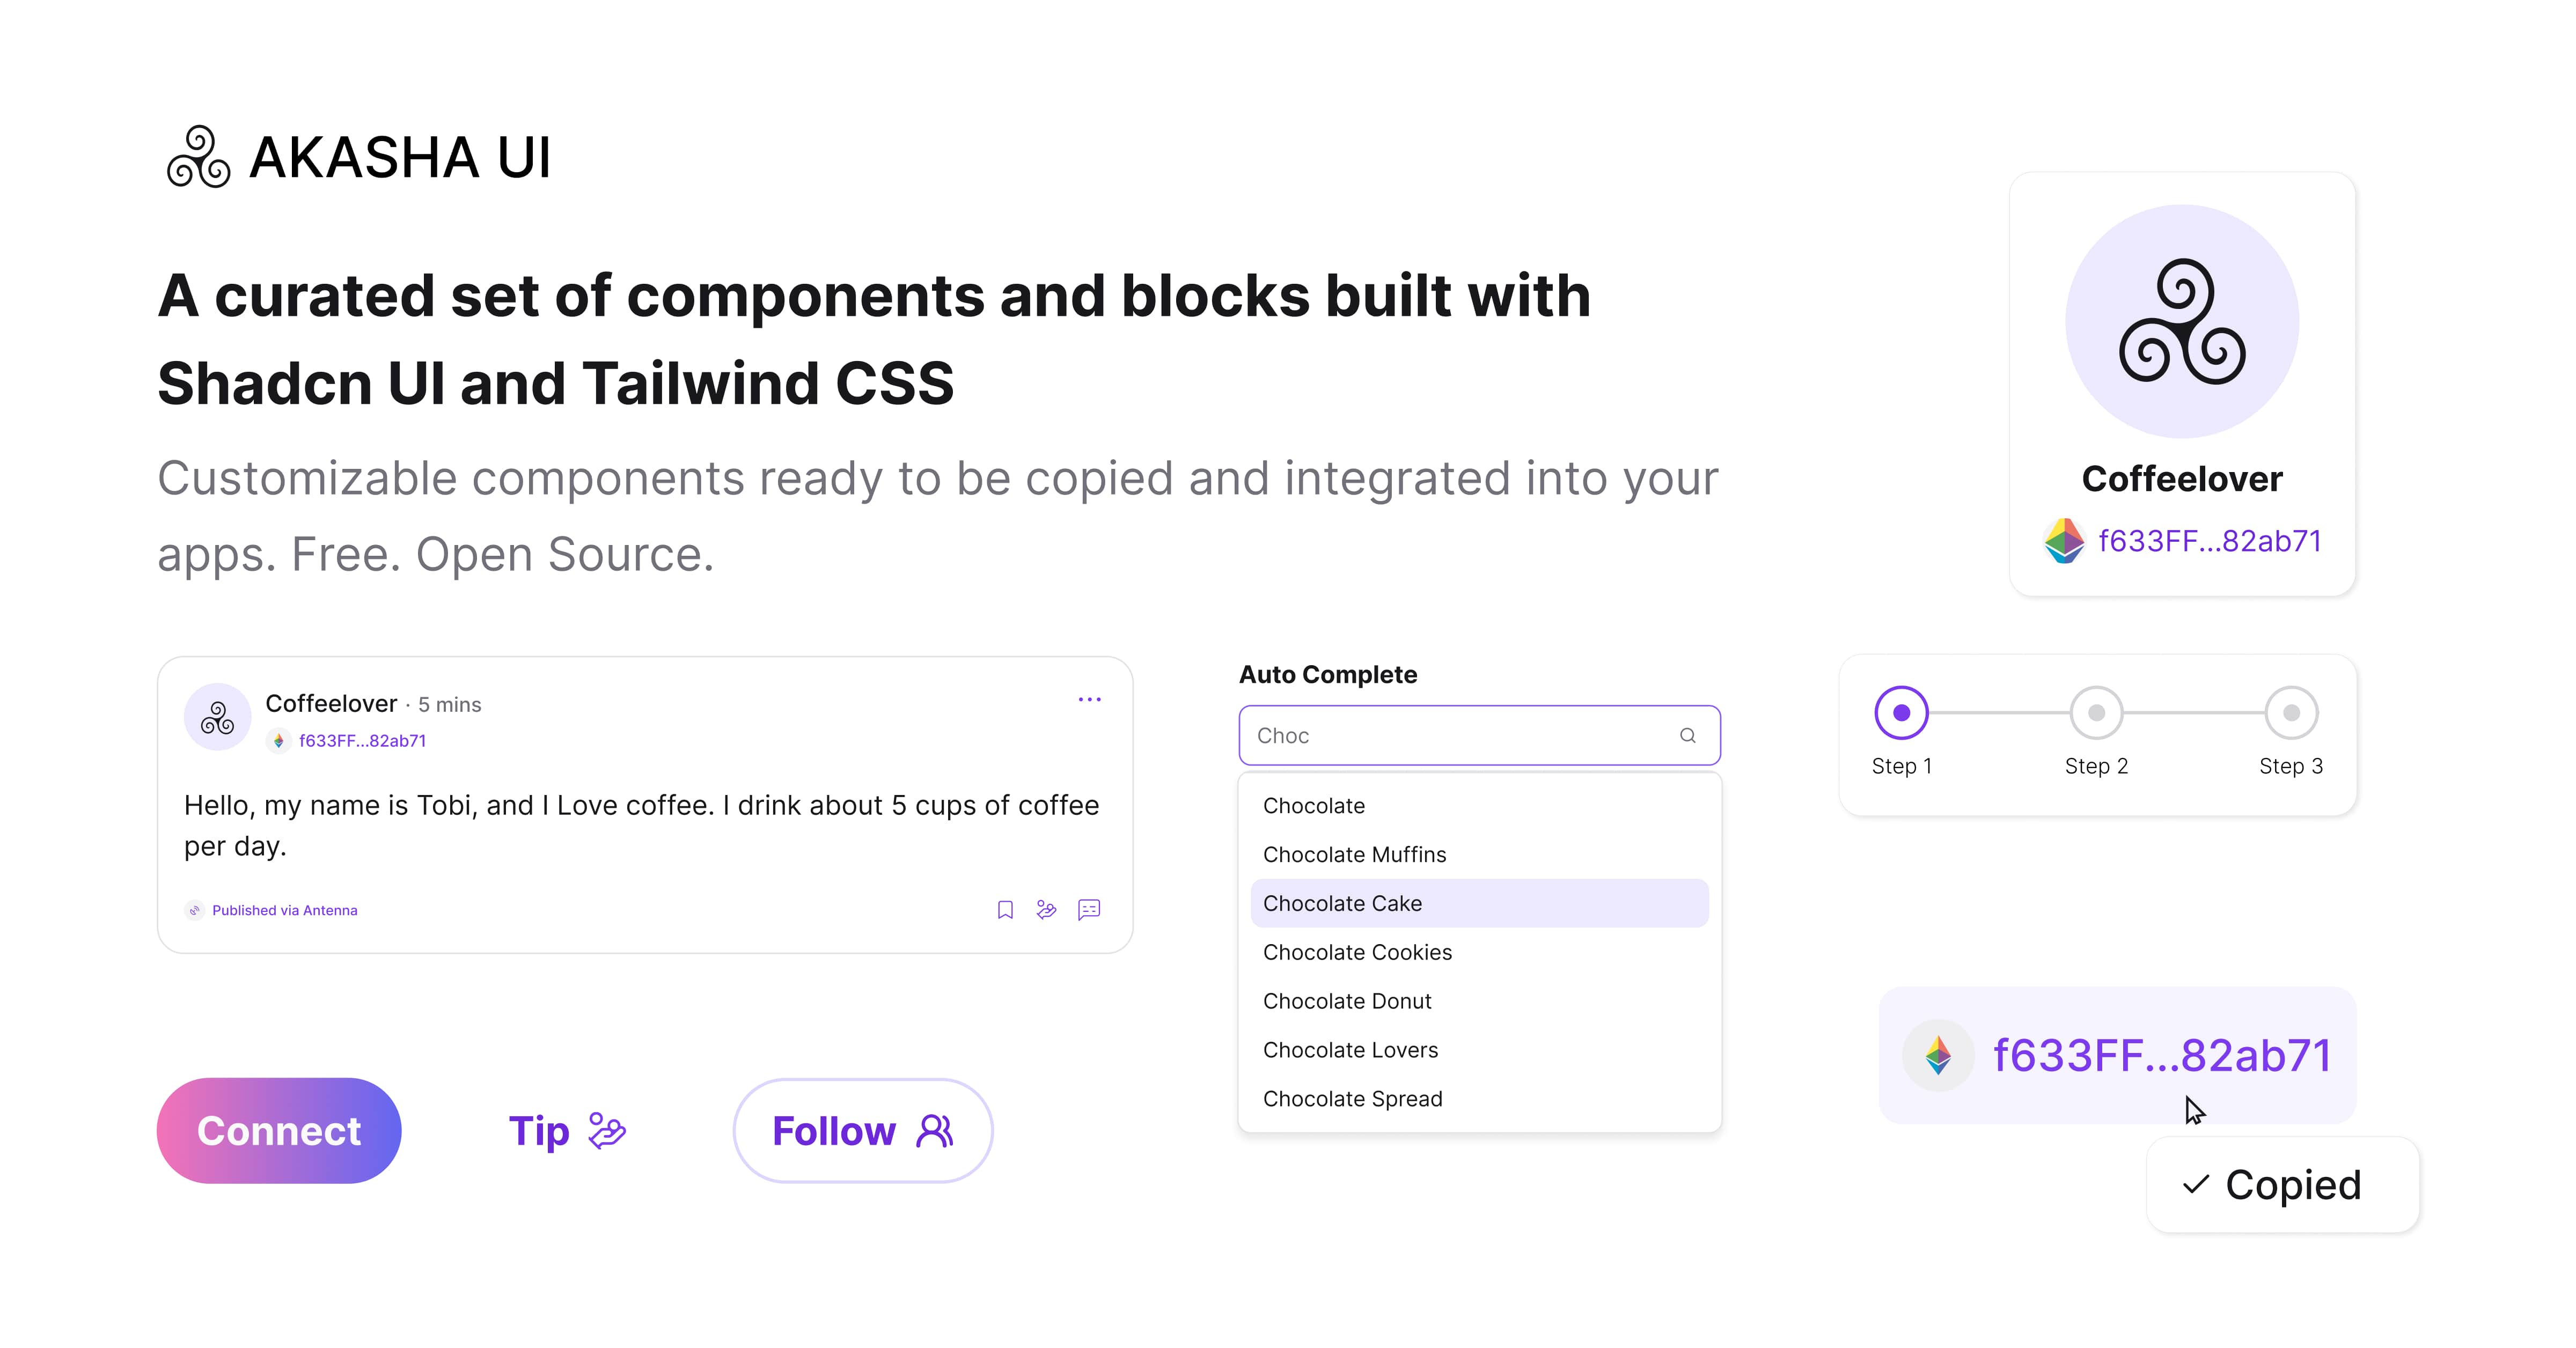 AKASHA UI
A curated set of components and blocks built with
Shadcn UI and Tailwind CSS
Customizable components ready to be copied and integrated into your
apps. Free. Open Source.
Coffeelover
f633FF...82ab71
Coffeelover · 5 mins
f633FF...82ab71
Hello, my name is Tobi, and I Love coffee. I drink about 5 cups of coffee
per day.
Published via Antenna
Connect
Tip
Follow
Auto Complete
Choc
Chocolate
Chocolate Muffins
Chocolate Cake
Chocolate Cookies
Chocolate Donut
Chocolate Lovers
Chocolate Spread
Step 1
Step 2
Step 3
f633FF...82ab71
Copied